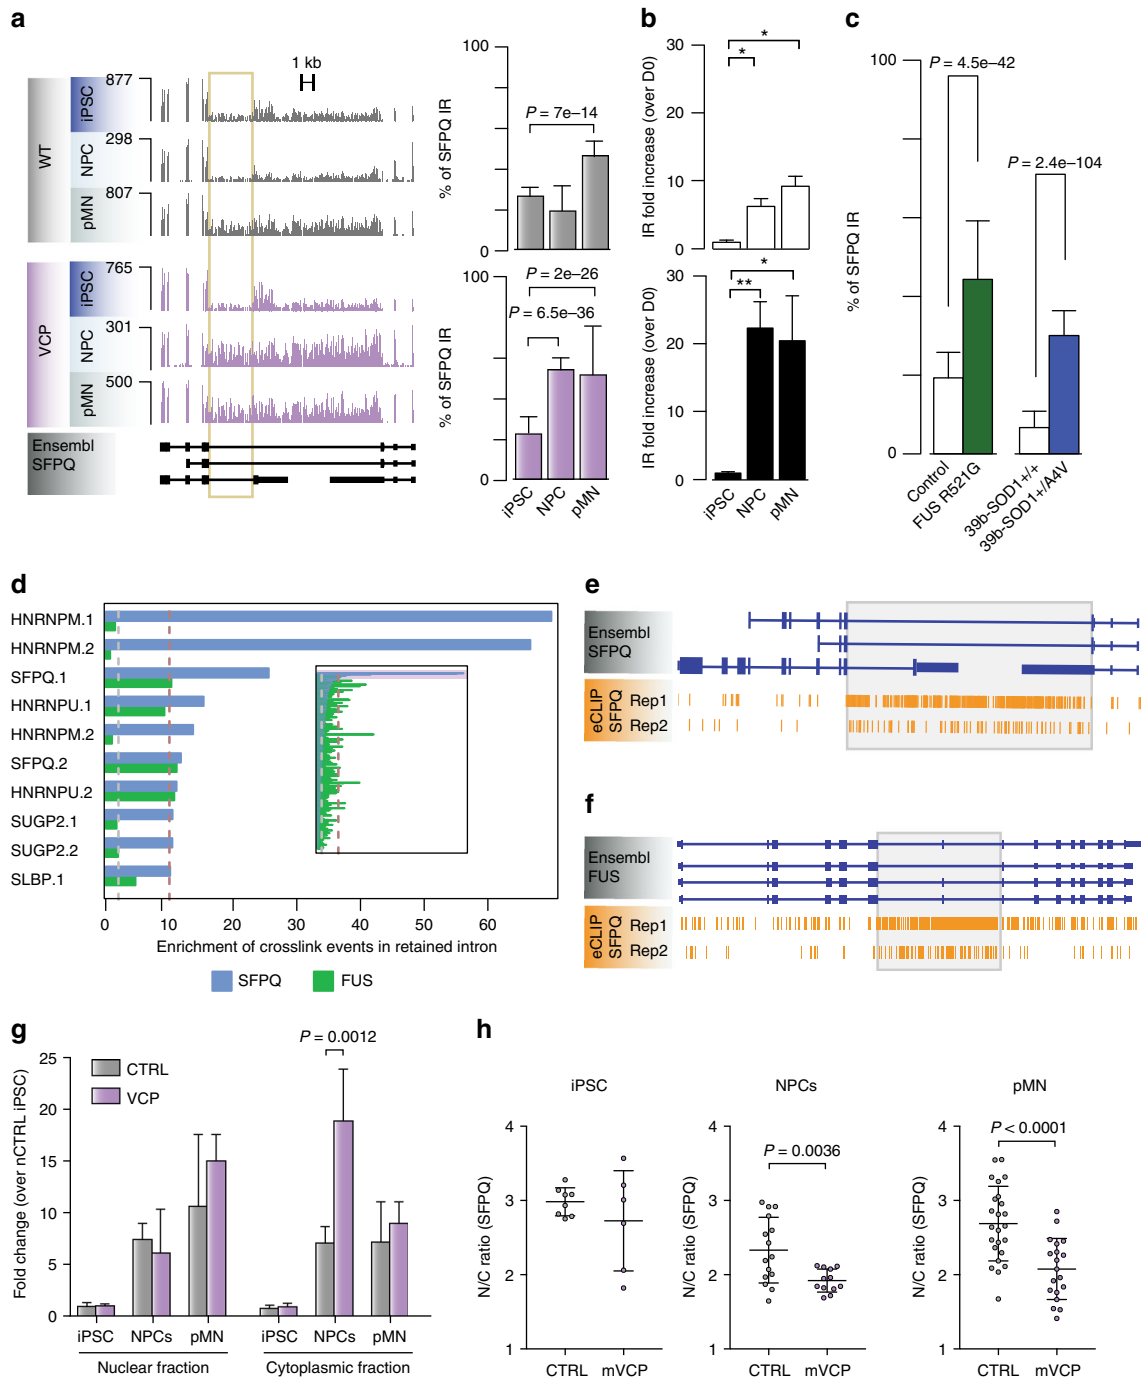 a
1 kb
WT
iPSC
877
NPC
298
pMN
807
VCP
iPSC
765
NPC
301
pMN
500
Ensembl
SFPQ
% of SFPQ IR
100
0
P = 7e–14
% of SFPQ IR
100
0
P = 2e–26
P = 6.5e–36
iPSC
NPC
pMN
b
IR fold increase (over D0)
30
20
10
0
*
*
IR fold increase (over D0)
30
20
10
0
*
**
iPSC
NPC
pMN
c
% of SFPQ IR
100
0
P = 4.5e–42
P = 2.4e–104
Control
FUS R521G
39b-SOD1+/+
39b-SOD1+/A4V
d
HNRNPM.1
HNRNPM.2
SFPQ.1
HNRNPU.1
HNRNPM.2
SFPQ.2
HNRNPU.2
SUGP2.1
SUGP2.2
SLBP.1
0 10 20 30 40 50 60
Enrichment of crosslink events in retained intron
SFPQ FUS
e
Ensembl
SFPQ
eCLIP
SFPQ
Rep1
Rep2
f
Ensembl
FUS
eCLIP
SFPQ
Rep1
Rep2
g
Fold change (over nCTRL iPSC)
25
20
15
10
5
0
CTRL
VCP
P = 0.0012
iPSC NPCs pMN iPSC NPCs pMN
Nuclear fraction Cytoplasmic fraction
h
iPSC
N/C ratio (SFPQ)
4
3
2
1
CTRL mVCP
NPCs
N/C ratio (SFPQ)
4
3
2
1
P = 0.0036
CTRL mVCP
pMN
N/C ratio (SFPQ)
4
3
2
1
P < 0.0001
CTRL mVCP